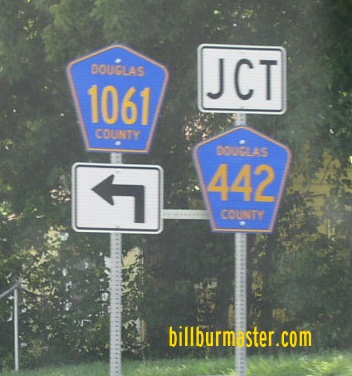 DOUGLAS
1061
COUNTY
JCT
DOUGLAS
442
COUNTY
billburmaster.com